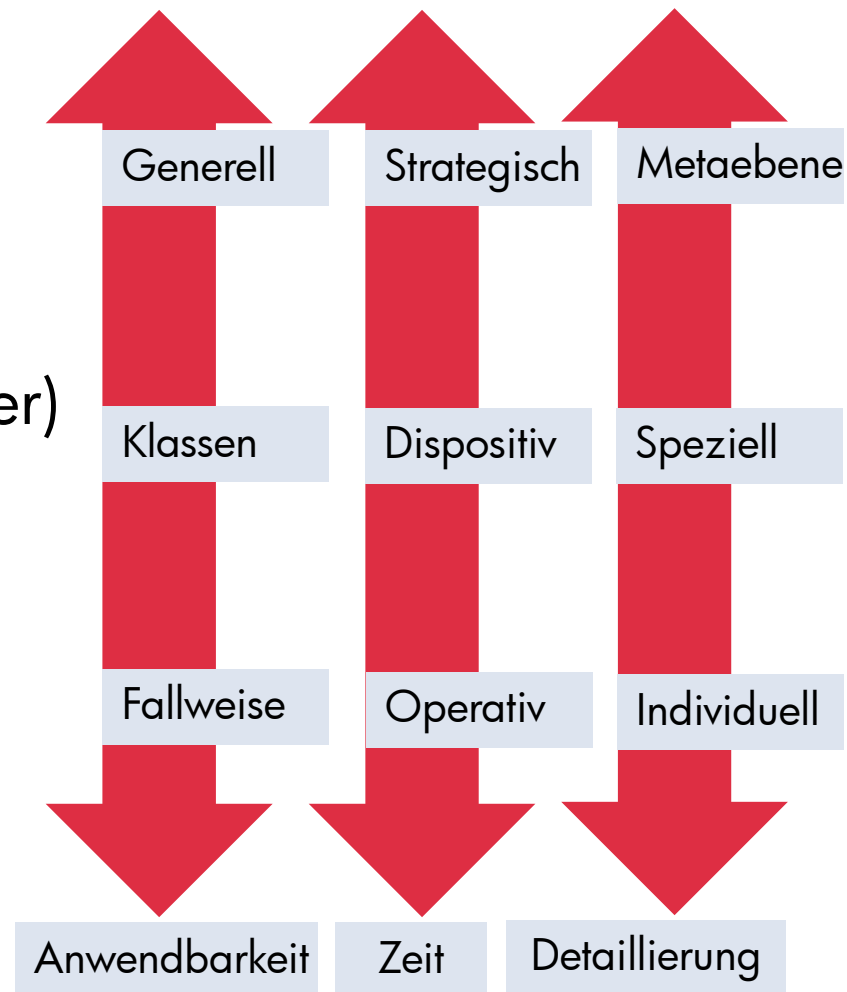 Generell Strategisch Metaebene
er)
Klassen Dispositiv Speziell
Fallweise Operativ Individuell
Anwendbarkeit Zeit Detaillierung